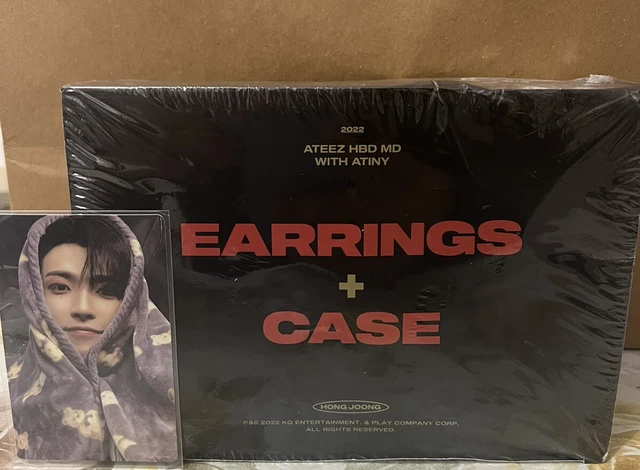 2022
ATEEZ HBD MD
WITH ATINY
EARRINGS
+
CASE
HONG JOONG
℗&© 2022 KQ ENTERTAINMENT. & PLAY COMPANY CORP.
ALL RIGHTS RESERVED.